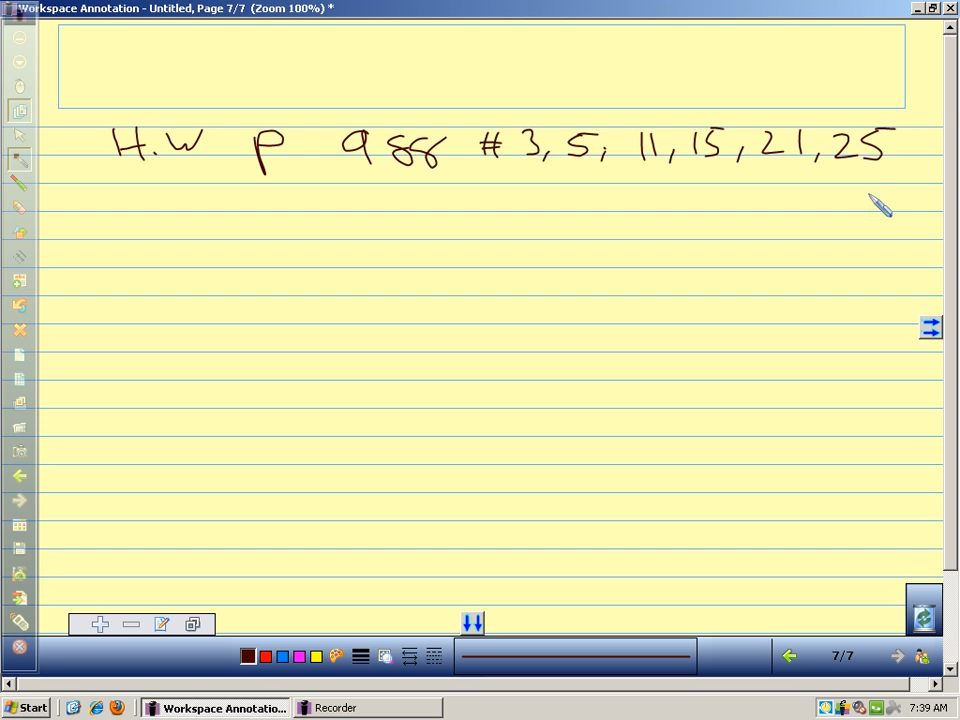 Workspace Annotation - Untitled, Page 7/7 (Zoom 100%) *
H.W p 988 # 3, 5, 11, 15, 21, 25
7/7
Start
Workspace Annotatio...
Recorder
7:39 AM